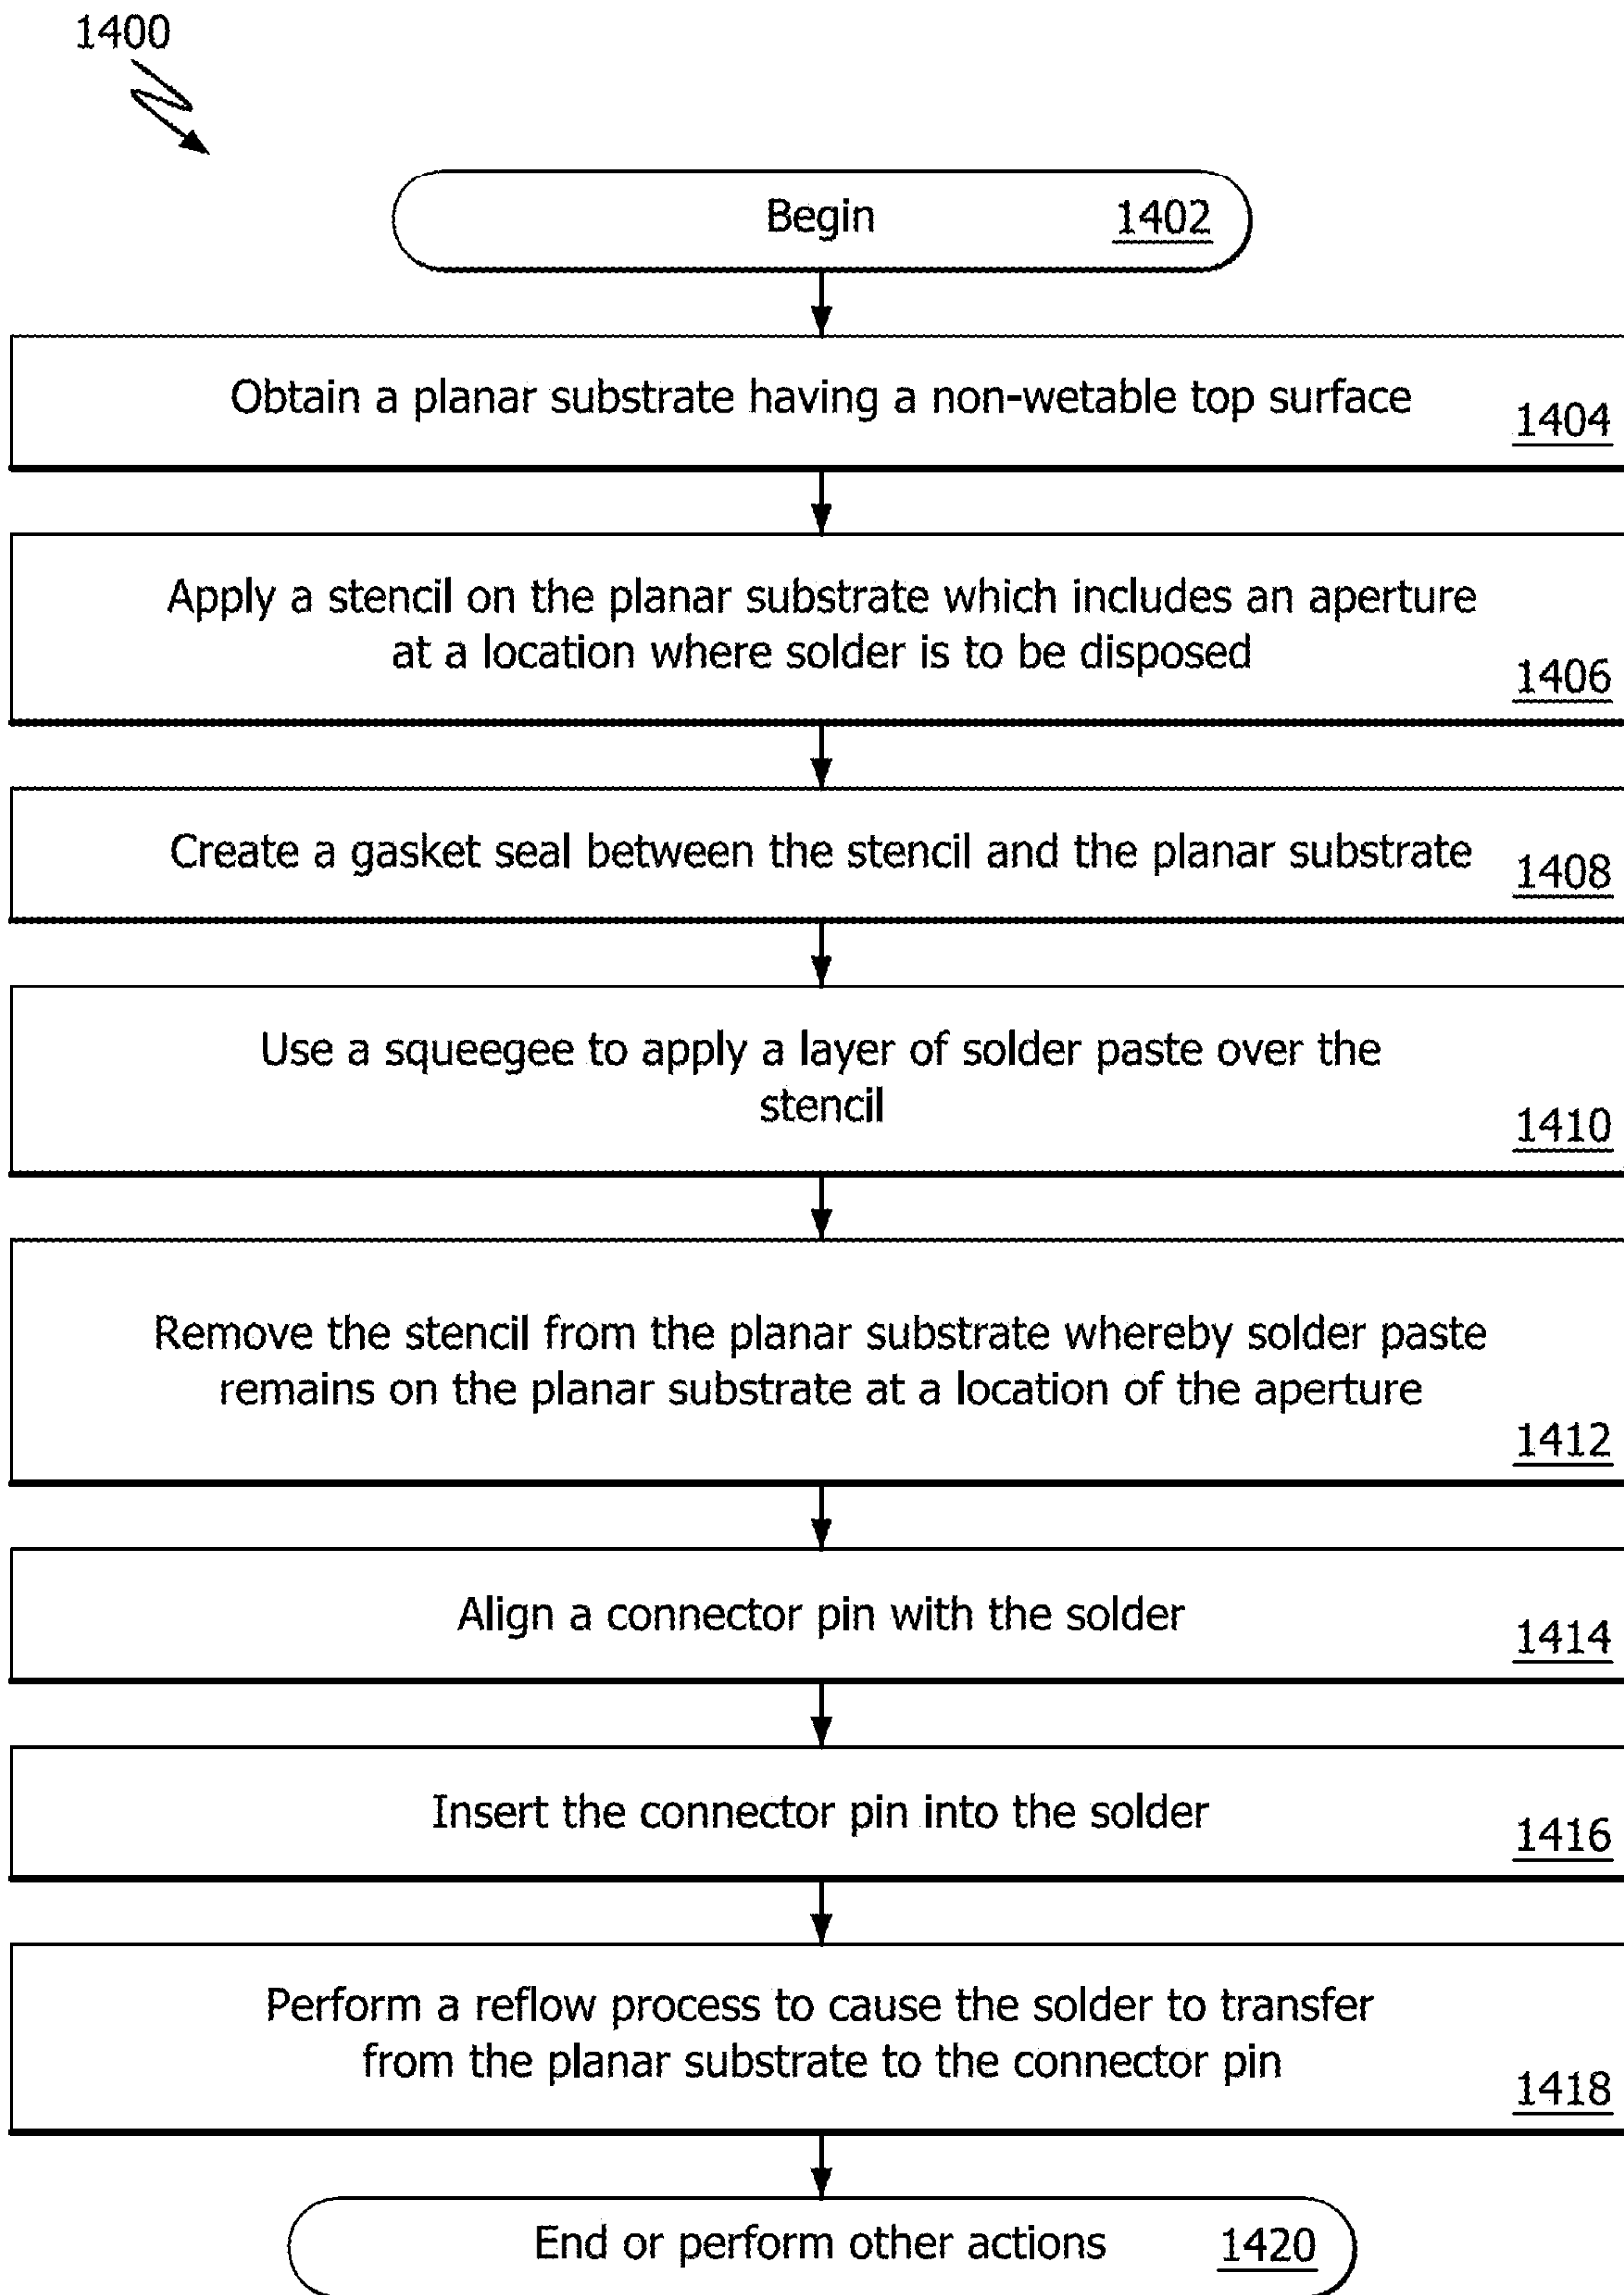 1400
Begin 1402
Obtain a planar substrate having a non-wetable top surface
1404
Apply a stencil on the planar substrate which includes an aperture
at a location where solder is to be disposed
1406
Create a gasket seal between the stencil and the planar substrate
1408
Use a squeegee to apply a layer of solder paste over the
stencil
1410
Remove the stencil from the planar substrate whereby solder paste
remains on the planar substrate at a location of the aperture
1412
Align a connector pin with the solder
1414
Insert the connector pin into the solder
1416
Perform a reflow process to cause the solder to transfer
from the planar substrate to the connector pin
1418
End or perform other actions 1420